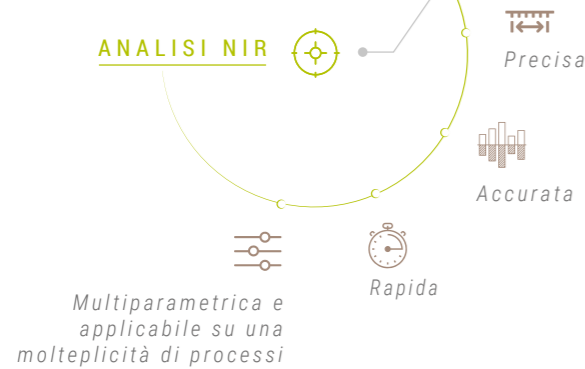 ANALISI NIR
Precisa
Accurata
Rapida
Multiparametrica e
applicabile su una
molteplicità di processi